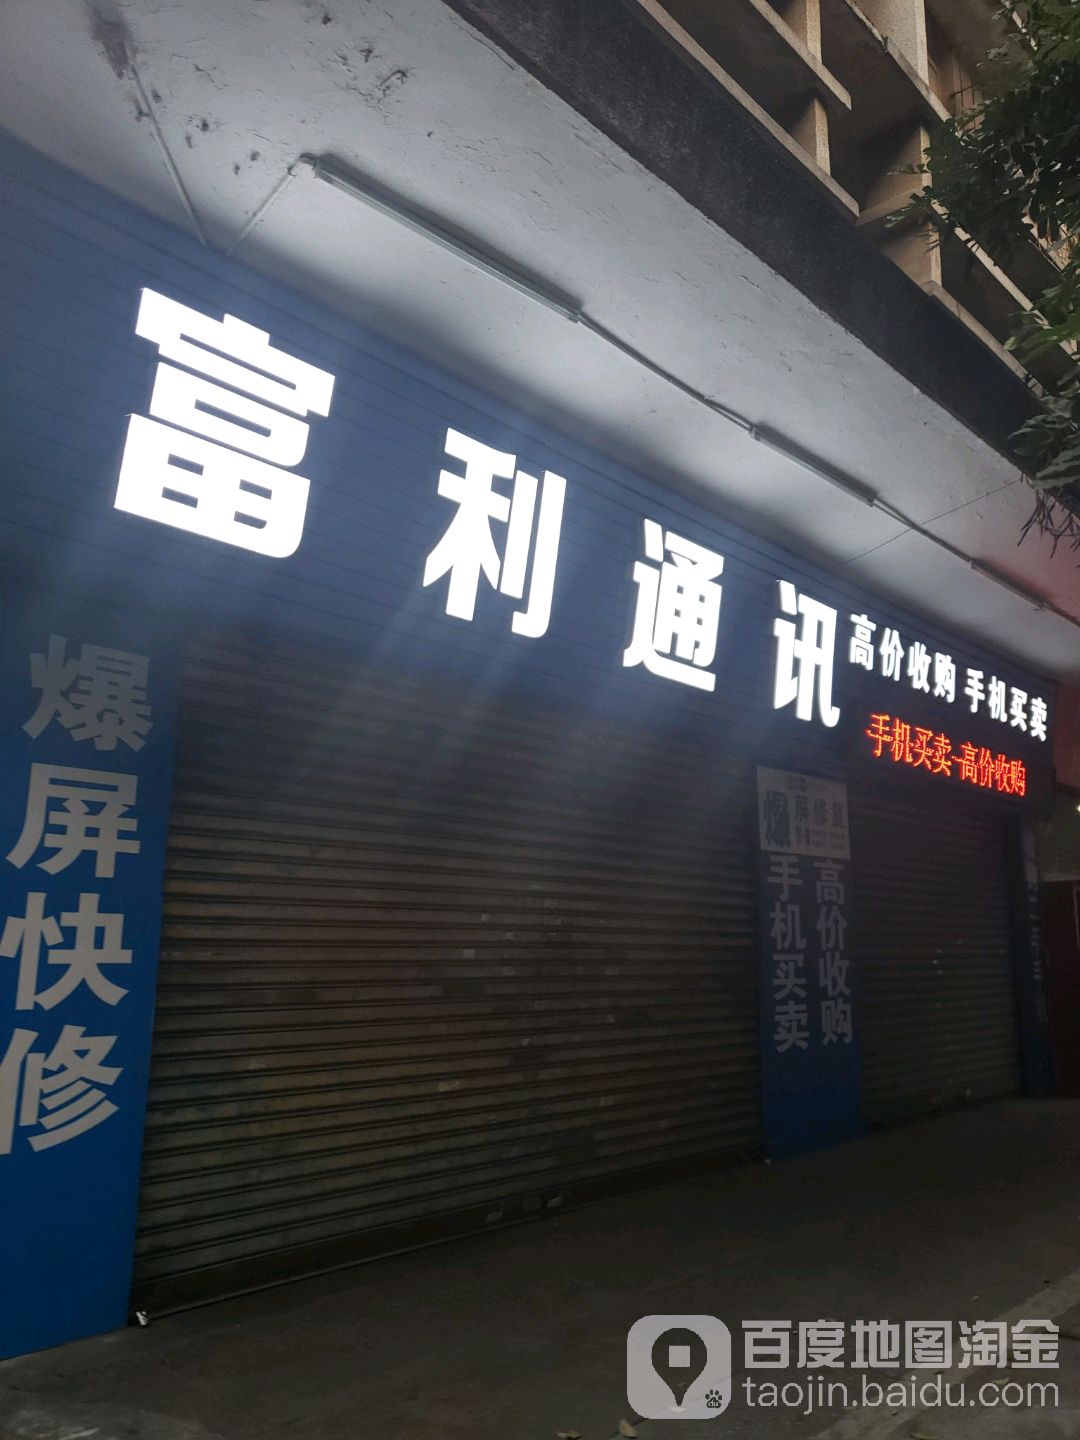 富利通讯
高价收购 手机买卖
手机买卖-高价收购
爆屏快修
爆屏修复
手机买卖
高价收购
百度地图淘金
taojin.baidu.com